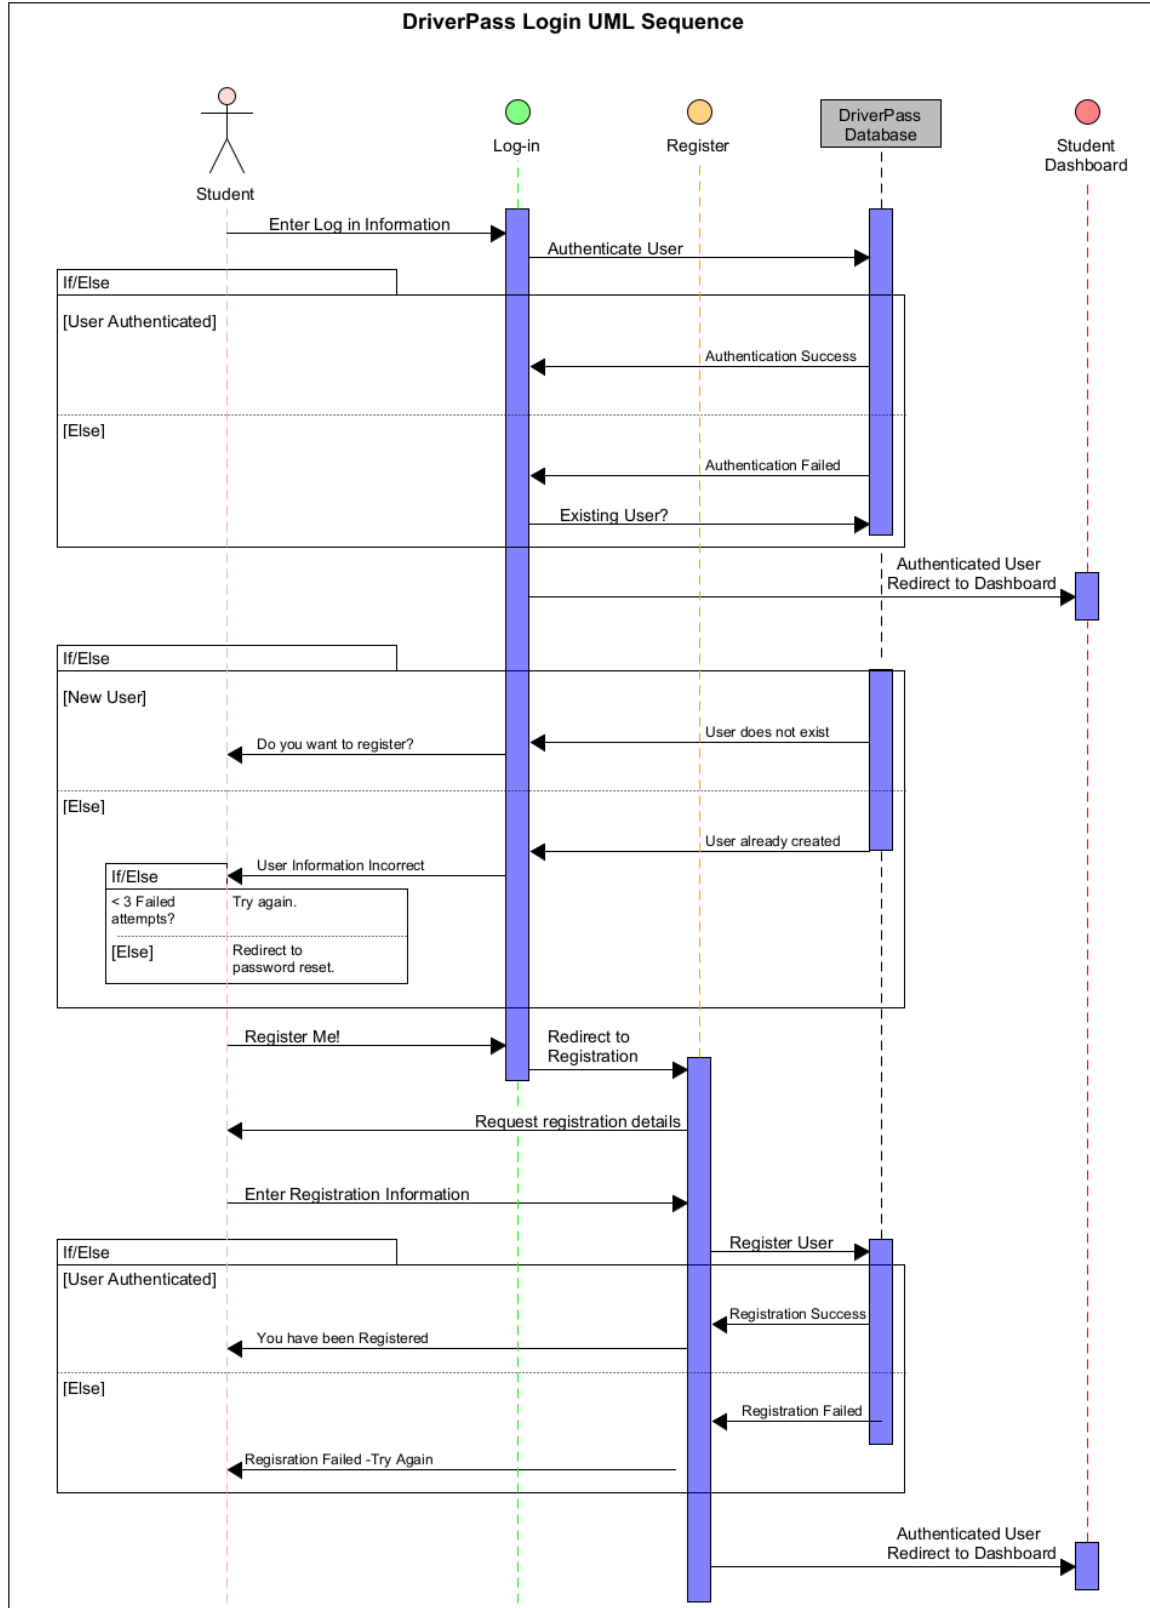 DriverPass Login UML Sequence
Student
Log-in
Register
DriverPass
Database
Student
Dashboard
Enter Log in Information
Authenticate User
If/Else
[User Authenticated]
Authentication Success
[Else]
Authentication Failed
Existing User?
Authenticated User
Redirect to Dashboard
If/Else
[New User]
User does not exist
Do you want to register?
[Else]
User already created
User Information Incorrect
If/Else
< 3 Failed
attempts?
Try again.
[Else]
Redirect to
password reset.
Register Me!
Redirect to
Registration
Request registration details
Enter Registration Information
Register User
If/Else
[User Authenticated]
Registration Success
You have been Registered
[Else]
Registration Failed
Regisration Failed -Try Again
Authenticated User
Redirect to Dashboard